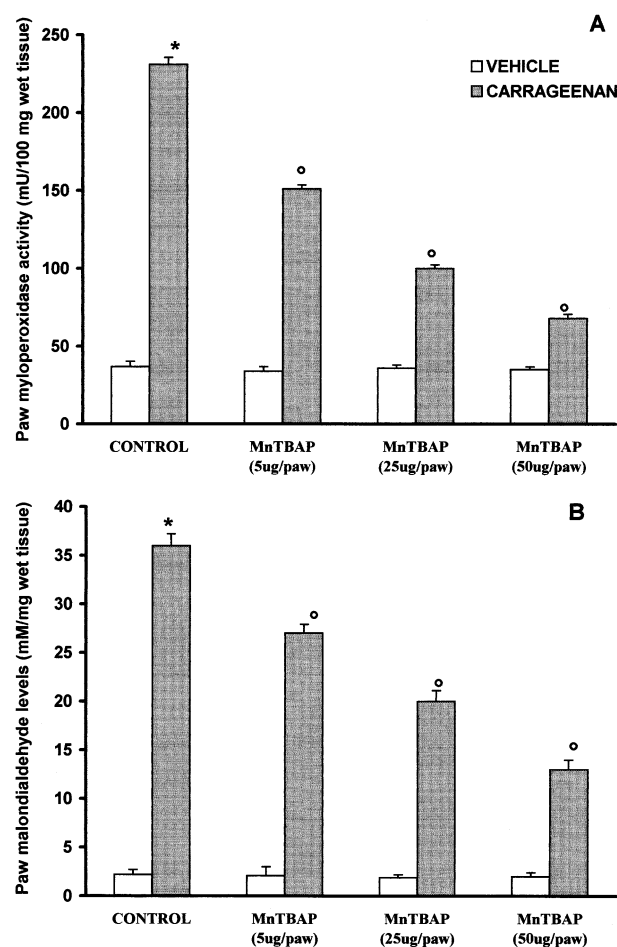 A
VEHICLE
CARRAGEENAN
Paw myloperoxidase activity (mU/100 mg wet tissue)
250
200
150
100
50
0
CONTROL
MnTBAP
(5ug/paw)
MnTBAP
(25ug/paw)
MnTBAP
(50ug/paw)
*
B
Paw malondialdehyde levels (mM/mg wet tissue)
40
35
30
25
20
15
10
5
0
*
CONTROL
MnTBAP
(5ug/paw)
MnTBAP
(25ug/paw)
MnTBAP
(50ug/paw)